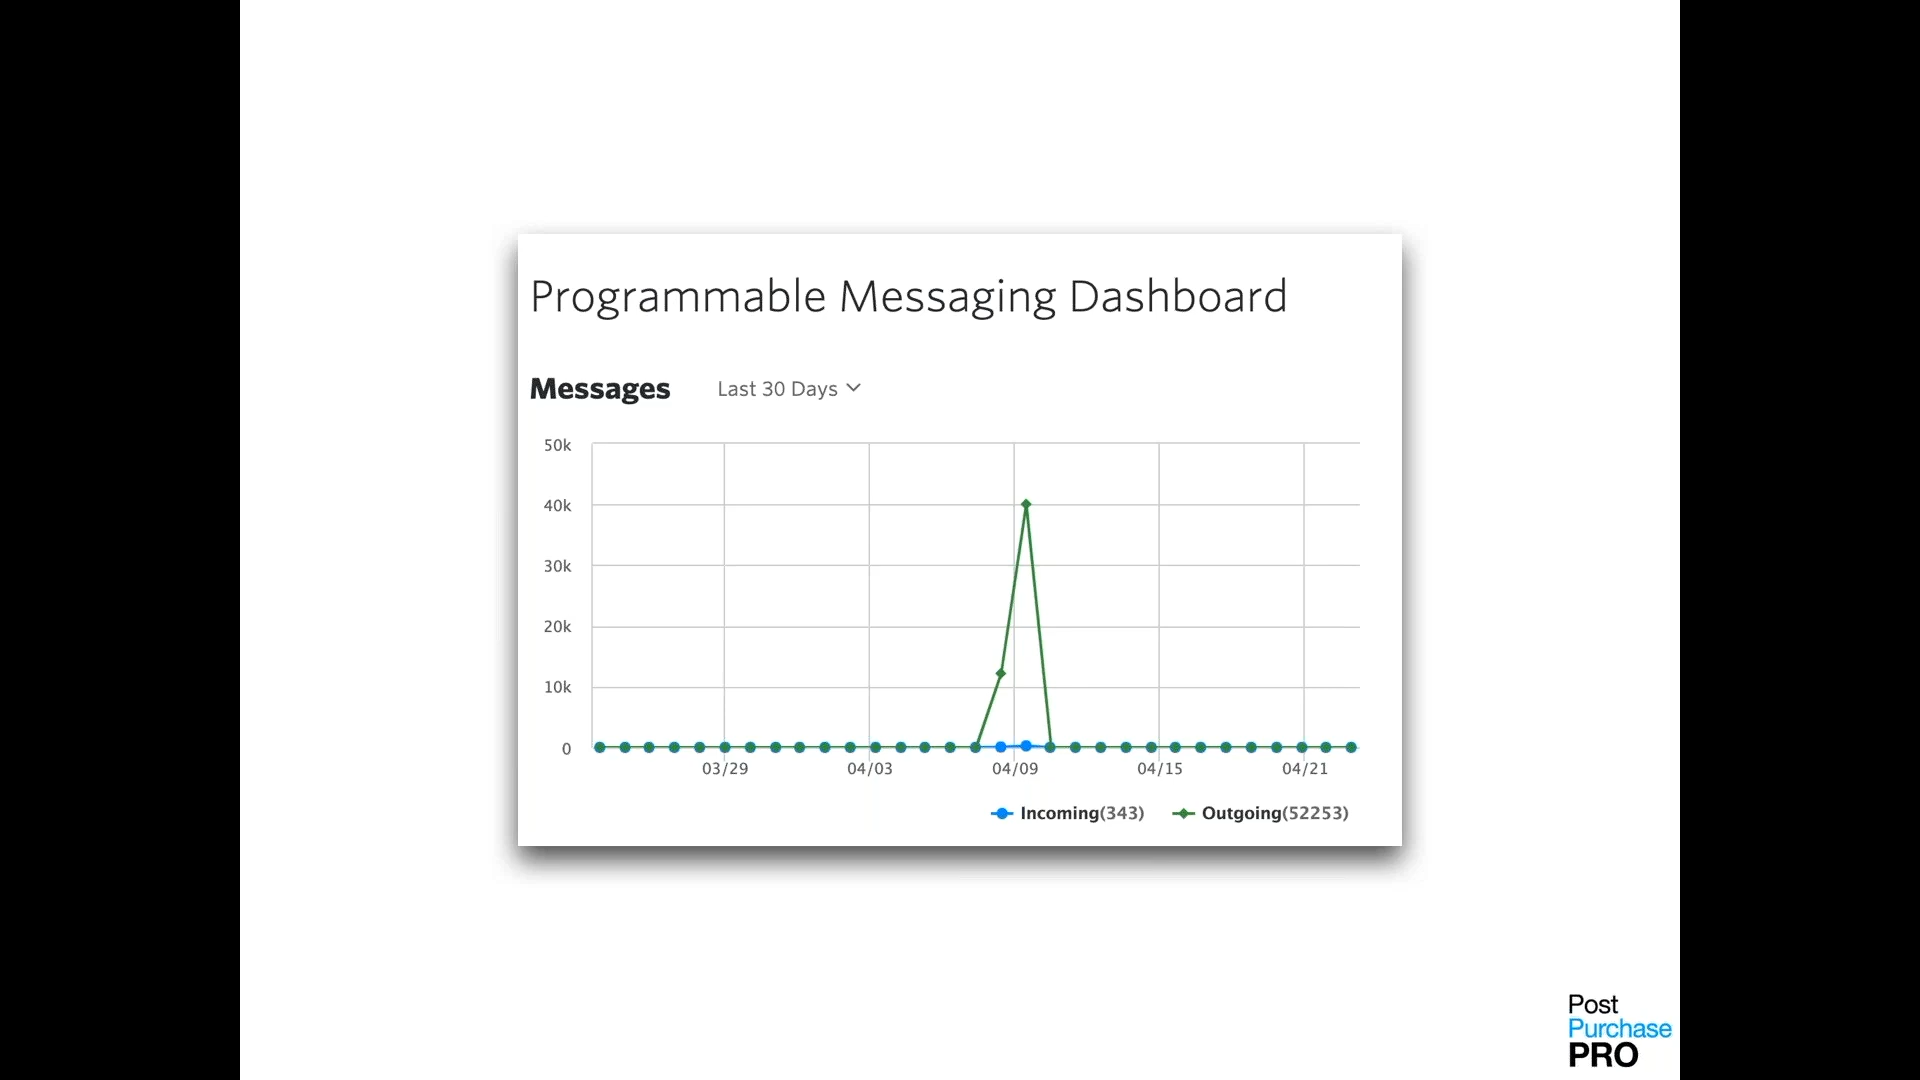 Programmable Messaging Dashboard
Messages Last 30 Days
50k
40k
30k
20k
10k
0
03/29 04/03 04/09 04/15 04/21
Incoming(343) Outgoing(52253)
Post
Purchase
PRO